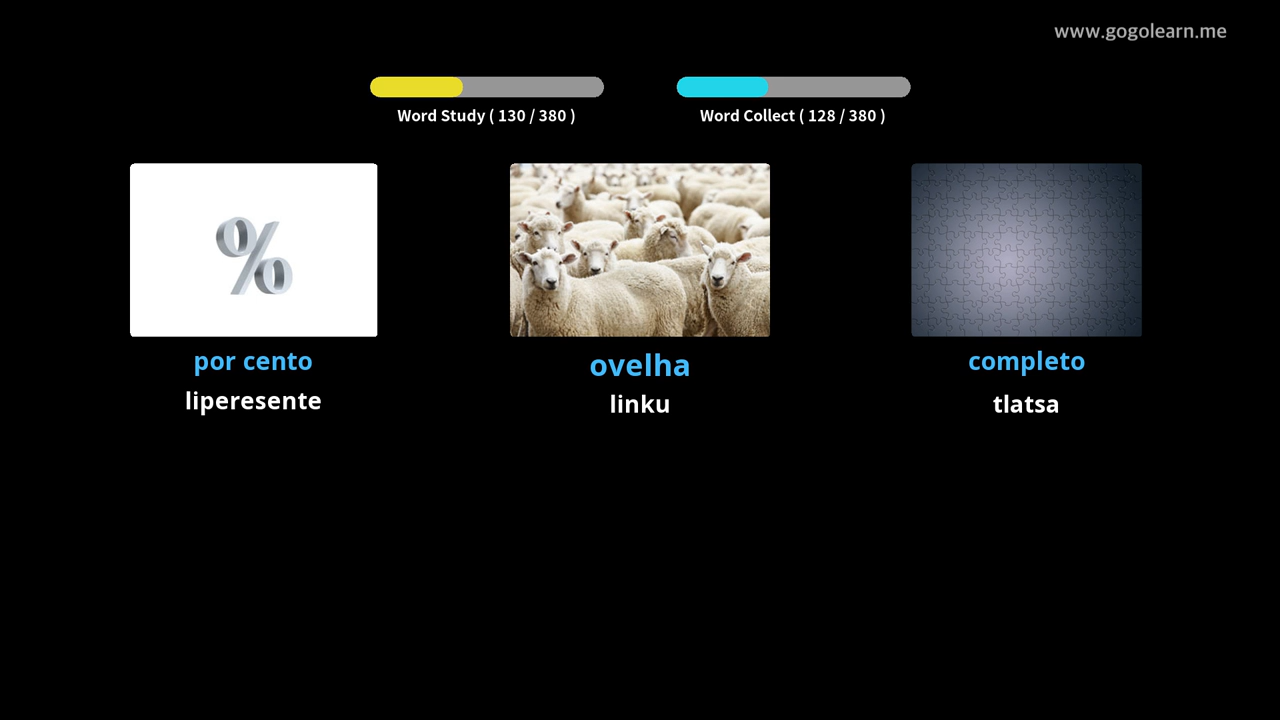 www.gogolearn.me
Word Study ( 130 / 380 )
Word Collect ( 128 / 380 )
por cento
ovelha
completo
liperesente
linku
tlatsa